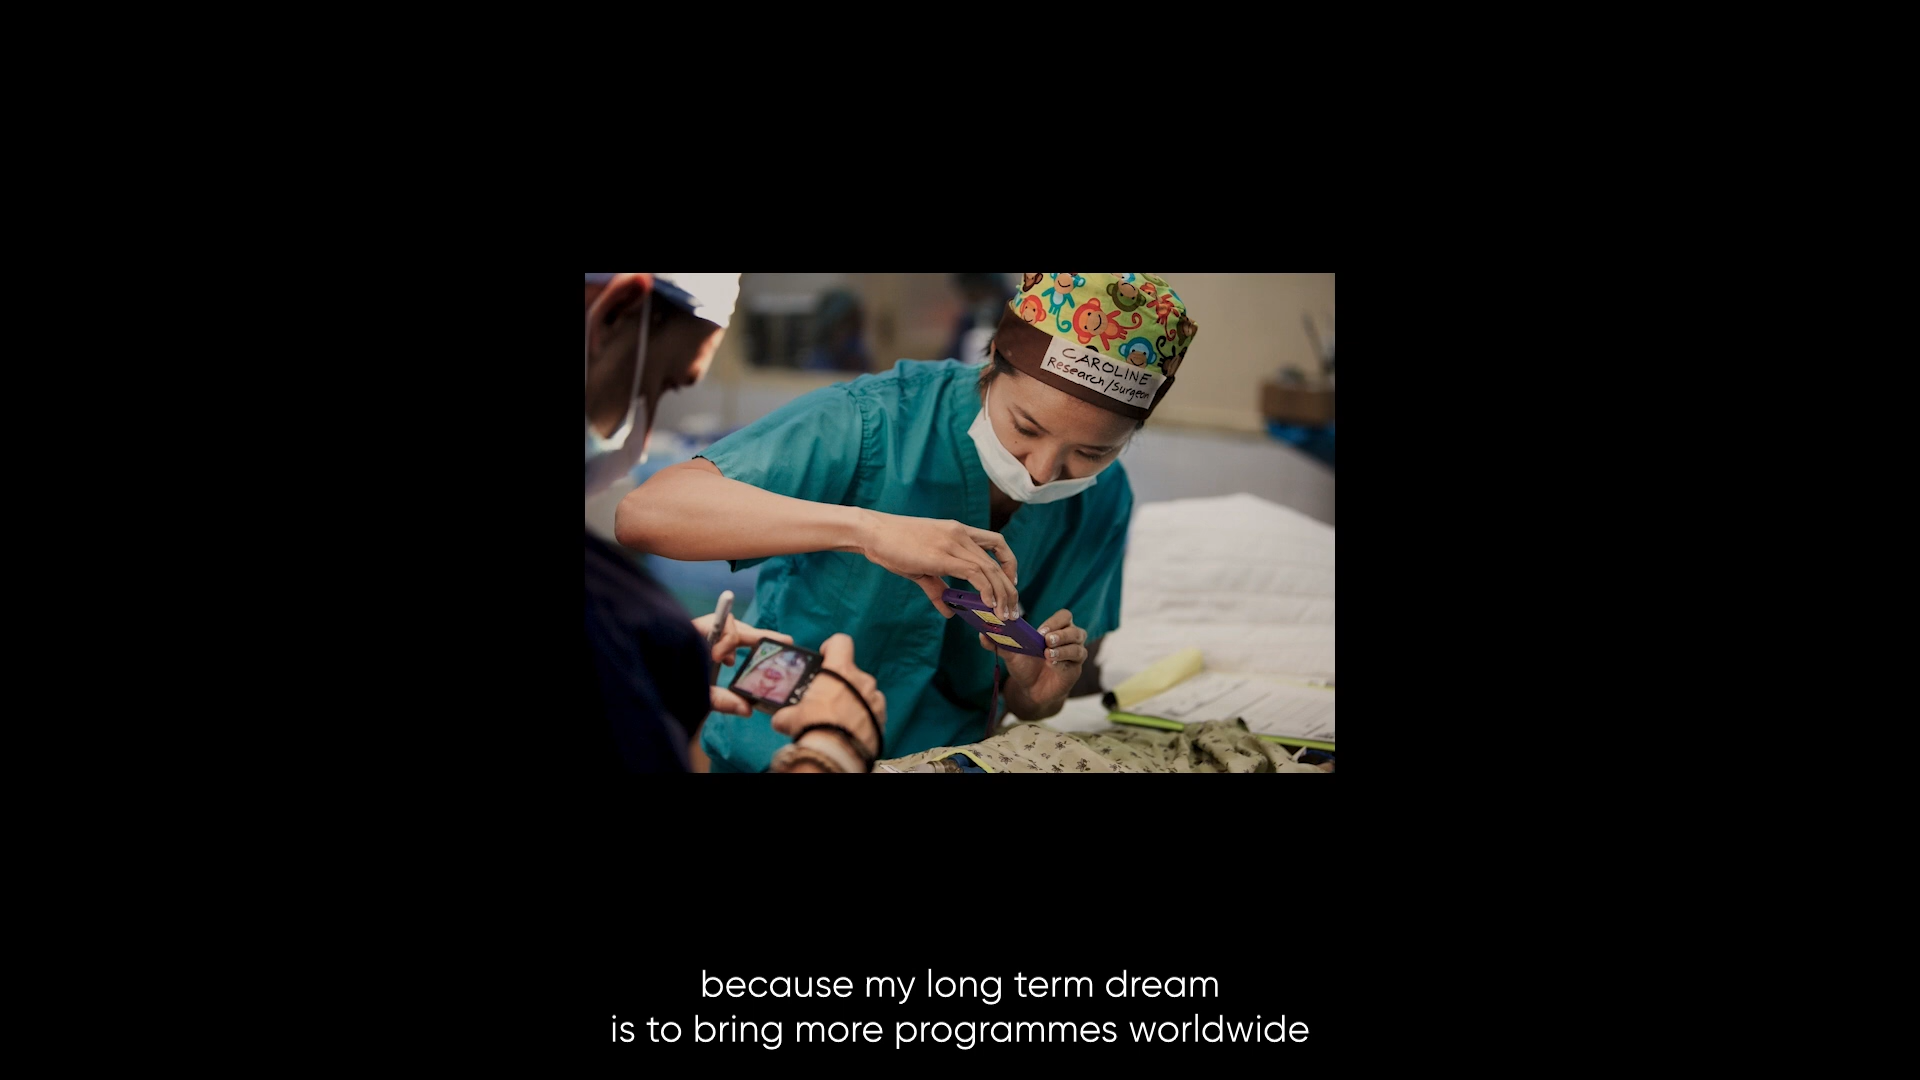 CAROLINE
Research/Surgeon
because my long term dream
is to bring more programmes worldwide